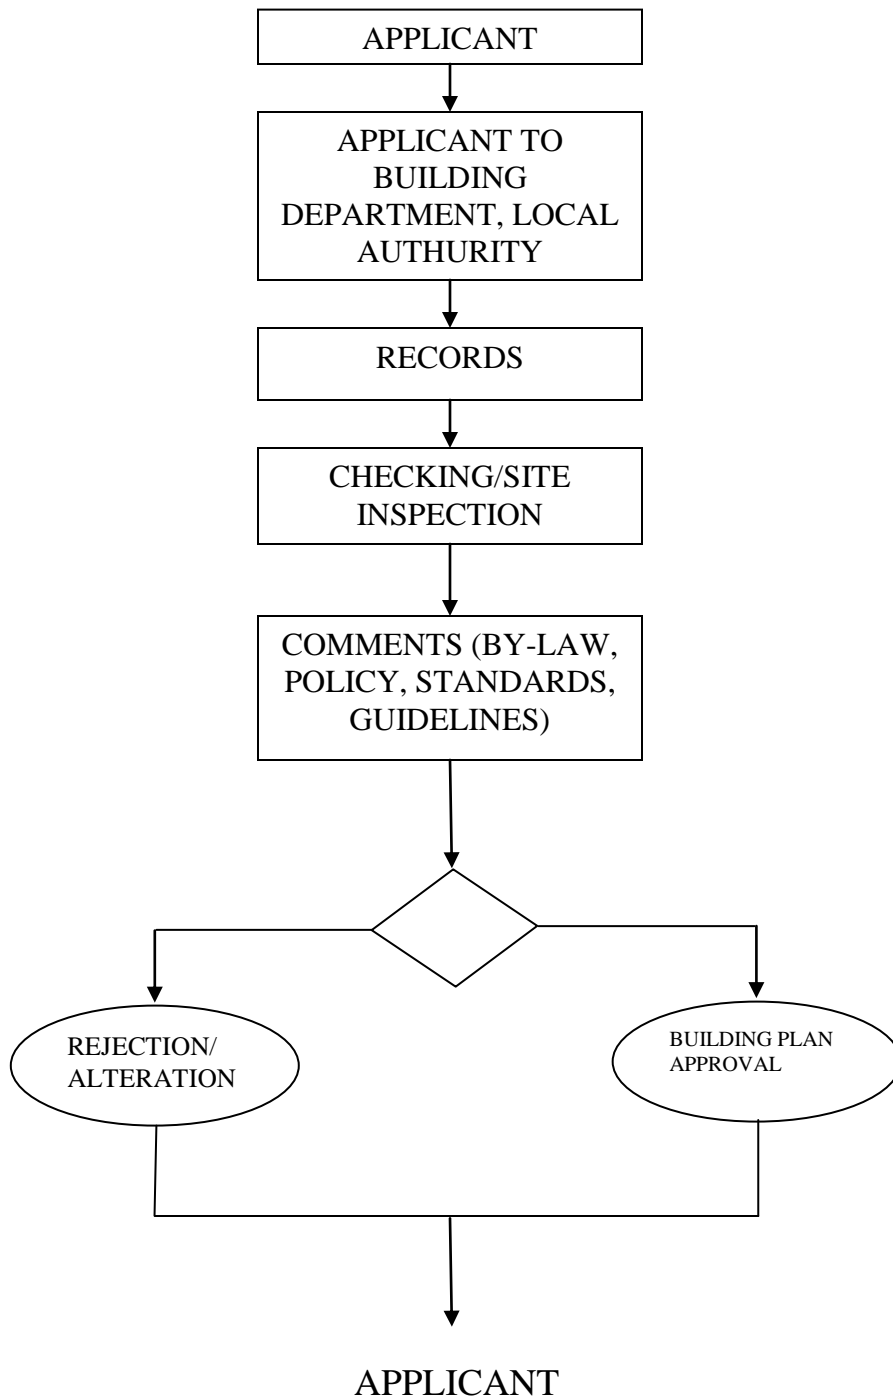 APPLICANT
APPLICANT TO
BUILDING
DEPARTMENT, LOCAL
AUTHURITY
RECORDS
CHECKING/SITE
INSPECTION
COMMENTS (BY-LAW,
POLICY, STANDARDS,
GUIDELINES)
REJECTION/
ALTERATION
BUILDING PLAN
APPROVAL
APPLICANT